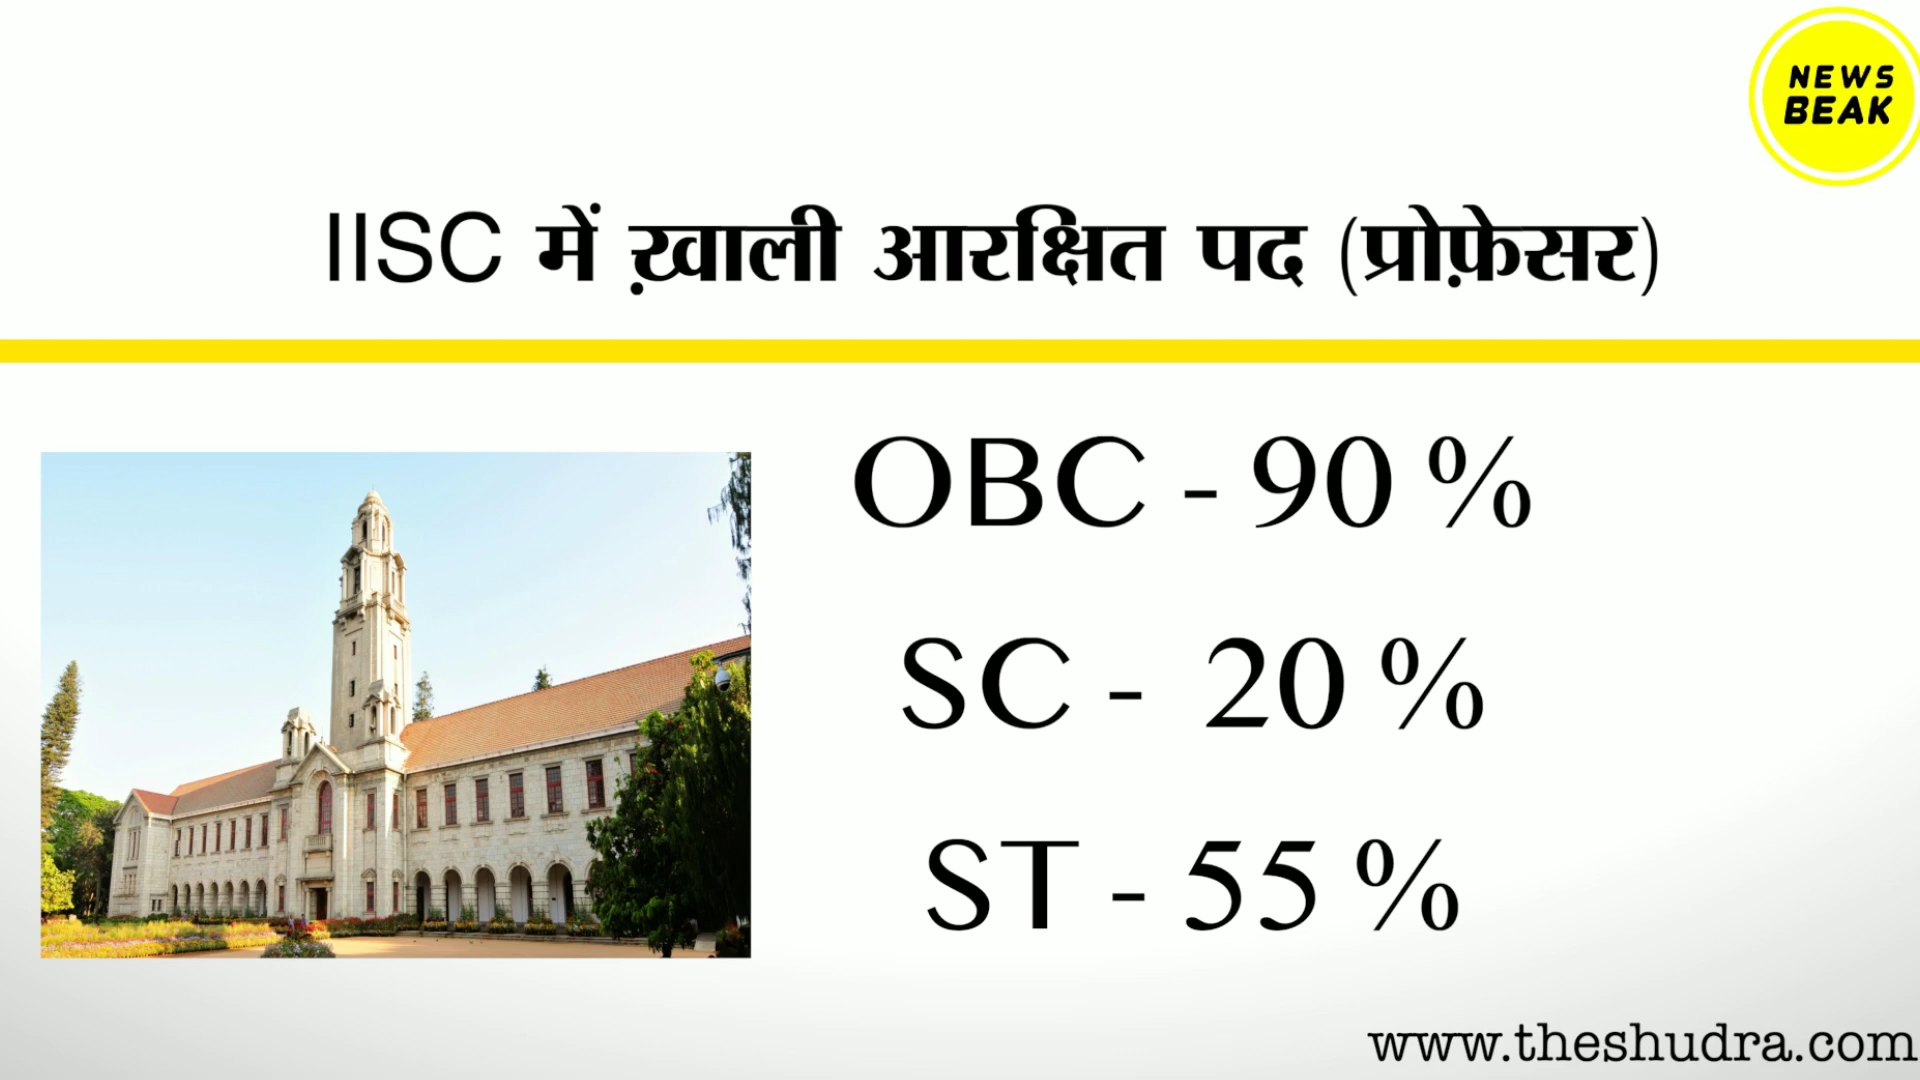 NEWS
BEAK
IISC में ख़ाली आरक्षित पद (प्रोफ़ेसर)
OBC - 90 %
SC - 20 %
ST - 55 %
www.theshudra.com